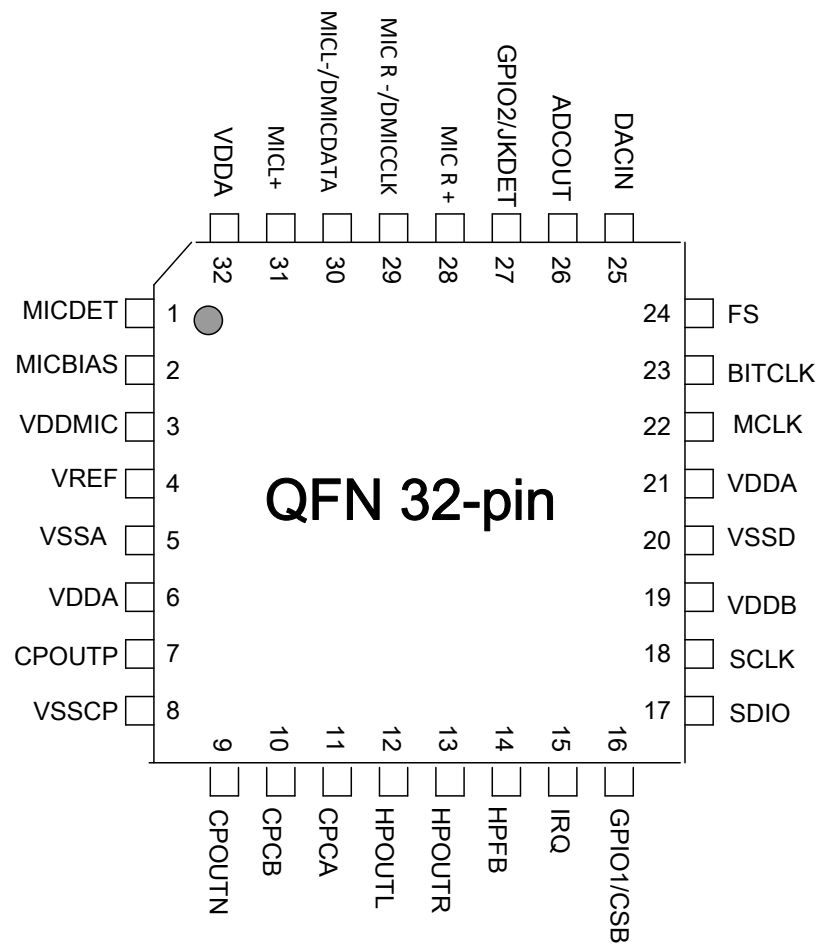 VDDA
MICL+
MICL-/DMICDATA
MIC R -/DMICCLK
MIC R +
GPIO2/JKDET
ADCOUT
DACIN
32
31
30
29
28
27
26
25
MICDET 1
MICBIAS 2
VDDMIC 3
VREF 4
VSSA 5
VDDA 6
CPOUTP 7
VSSCP 8
QFN 32-pin
24 FS
23 BITCLK
22 MCLK
21 VDDA
20 VSSD
19 VDDB
18 SCLK
17 SDIO
9
10
11
12
13
14
15
16
CPOUTN
CPCB
CPCA
HPOUTL
HPOUTR
HPFB
IRQ
GPIO1/CSB